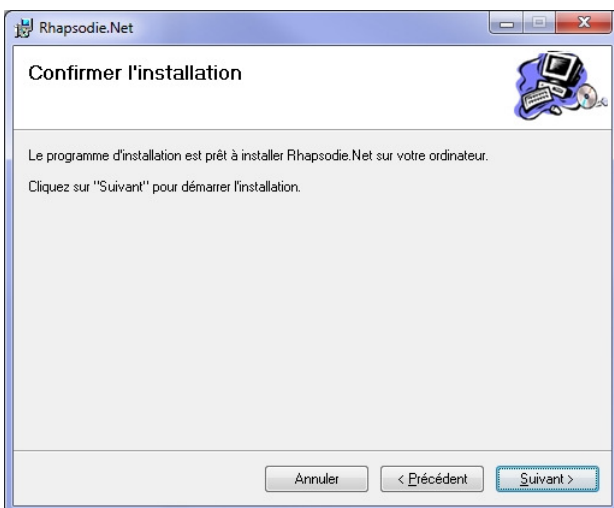 Rhapsodie.Net
Confirmer l'installation
Le programme d'installation est prêt à installer Rhapsodie.Net sur votre ordinateur.
Cliquez sur "Suivant" pour démarrer l'installation.
Annuler < Précédent Suivant >